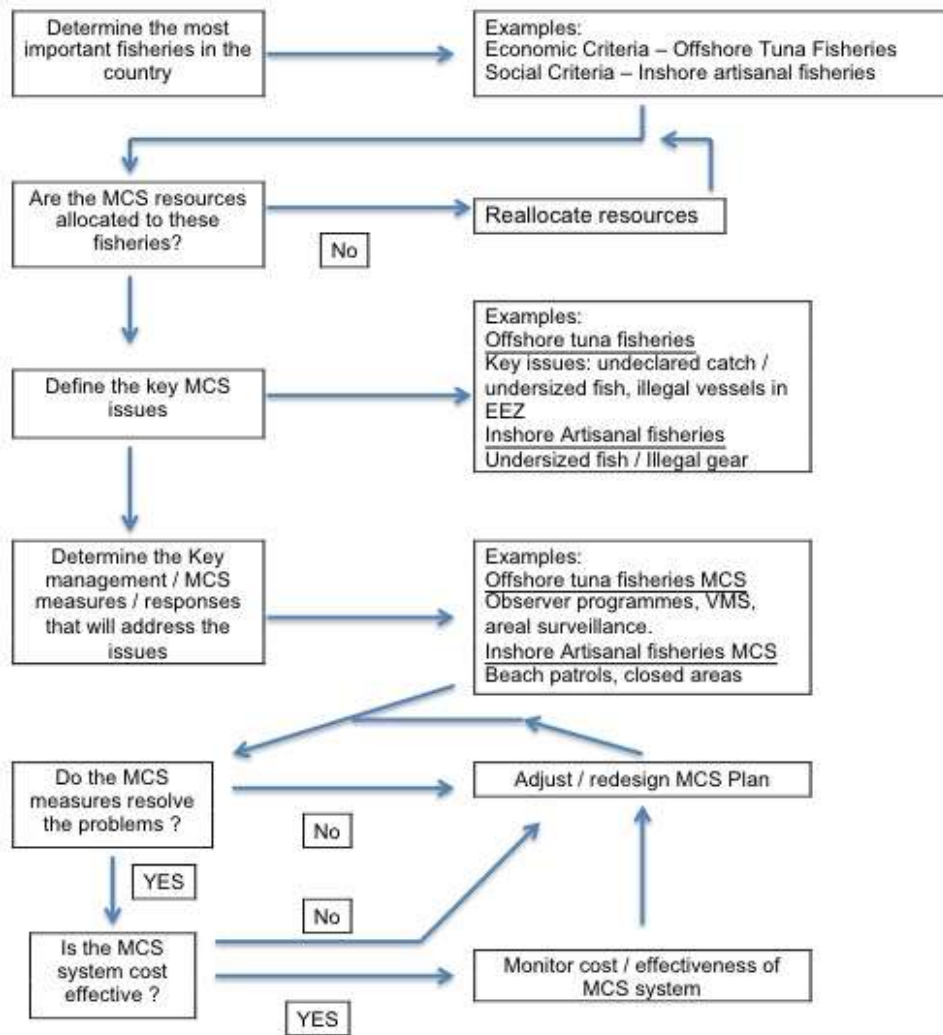 Determine the most
important fisheries in the
country
Examples:
Economic Criteria – Offshore Tuna Fisheries
Social Criteria – Inshore artisanal fisheries
Are the MCS resources
allocated to these
fisheries?
No
Reallocate resources
Define the key MCS
issues
Examples:
Offshore tuna fisheries
Key issues: undeclared catch /
undersized fish, illegal vessels in
EEZ
Inshore Artisanal fisheries
Undersized fish / Illegal gear
Determine the Key
management / MCS
measures / responses
that will address the
issues
Examples:
Offshore tuna fisheries MCS
Observer programmes, VMS,
areal surveillance.
Inshore Artisanal fisheries MCS
Beach patrols, closed areas
Do the MCS
measures resolve
the problems ?
No
Adjust / redesign MCS Plan
YES
No
Is the MCS
system cost
effective ?
YES
Monitor cost / effectiveness of
MCS system